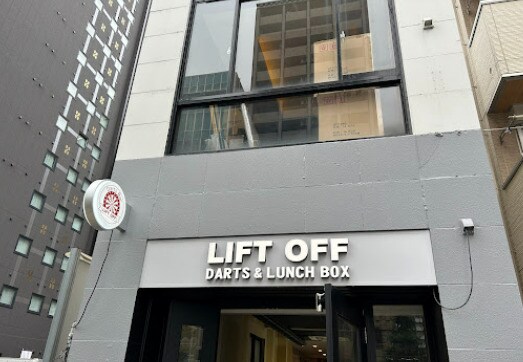 LIFT OFF
DARTS & LUNCH BOX